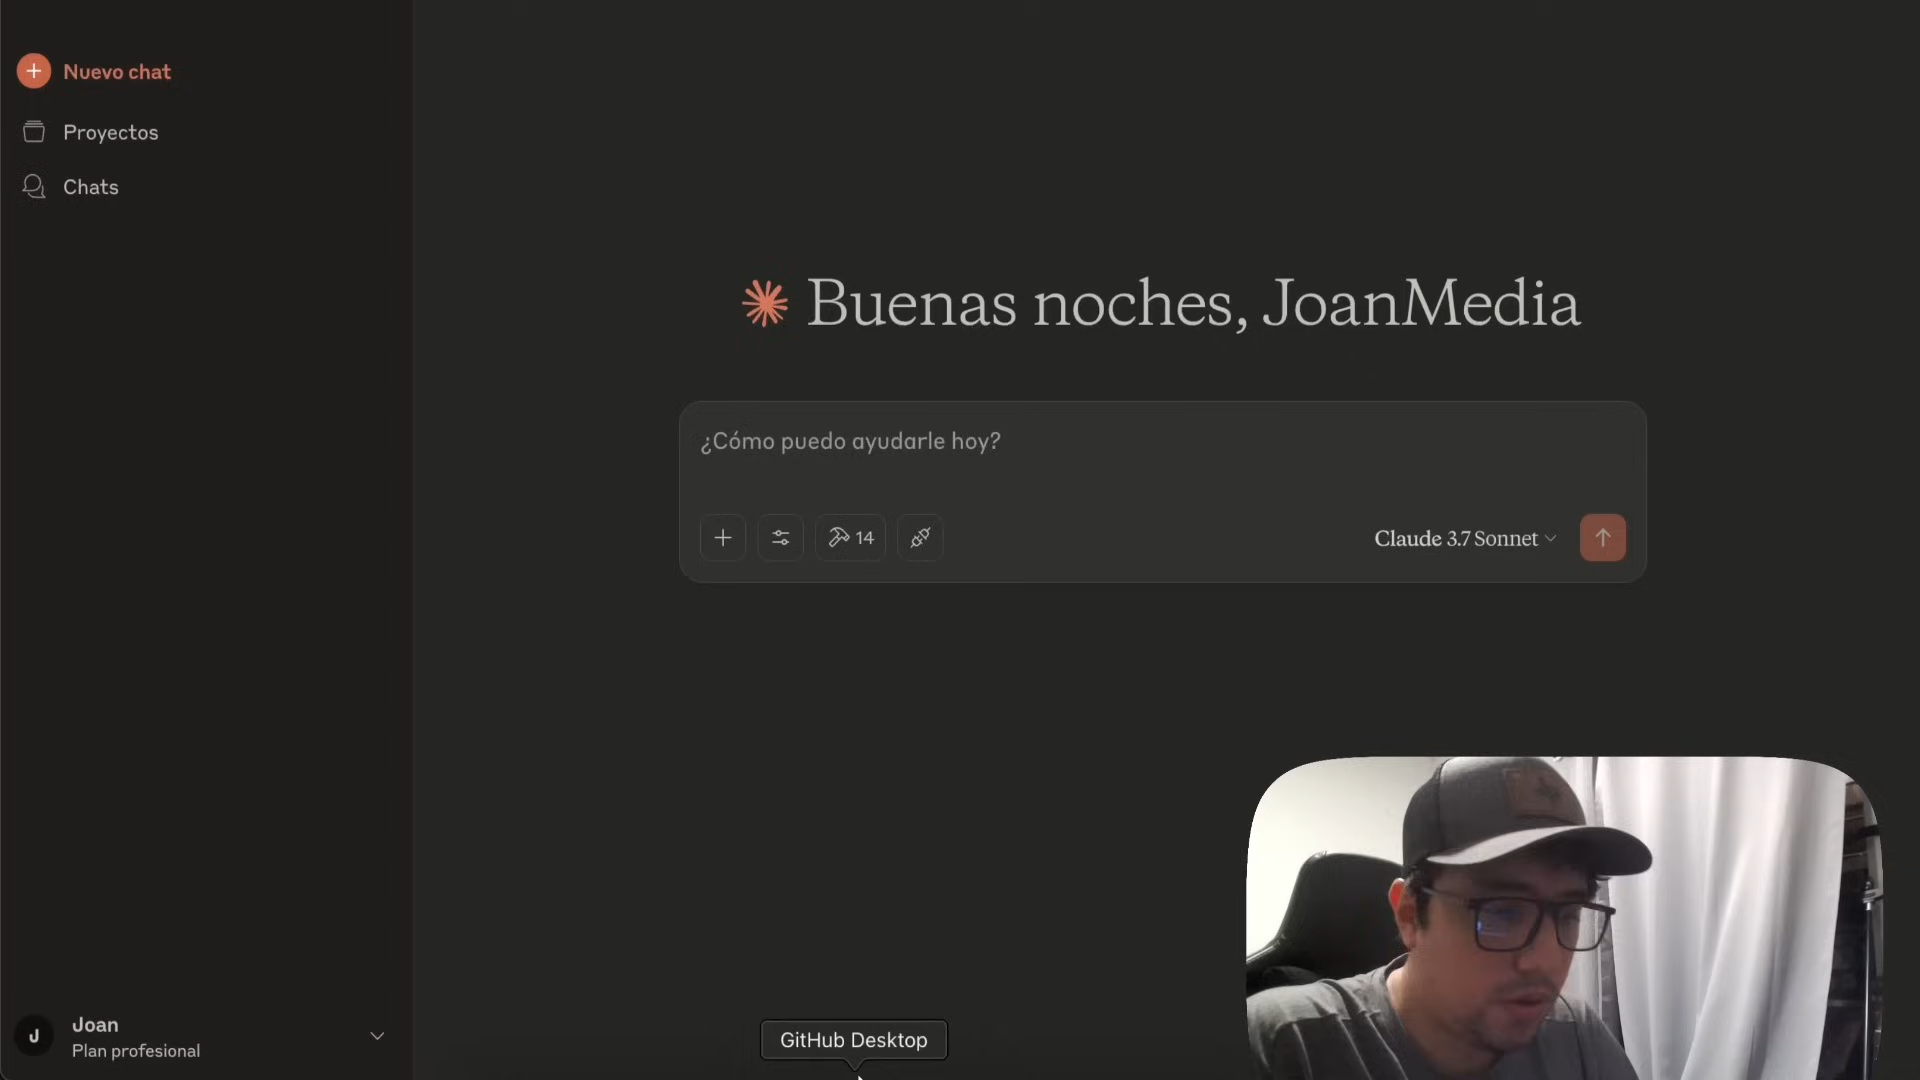 Nuevo chat
Proyectos
Chats
Buenas noches, JoanMedia
¿Cómo puedo ayudarle hoy?
14
Claude 3.7 Sonnet
J
Joan
Plan profesional
GitHub Desktop